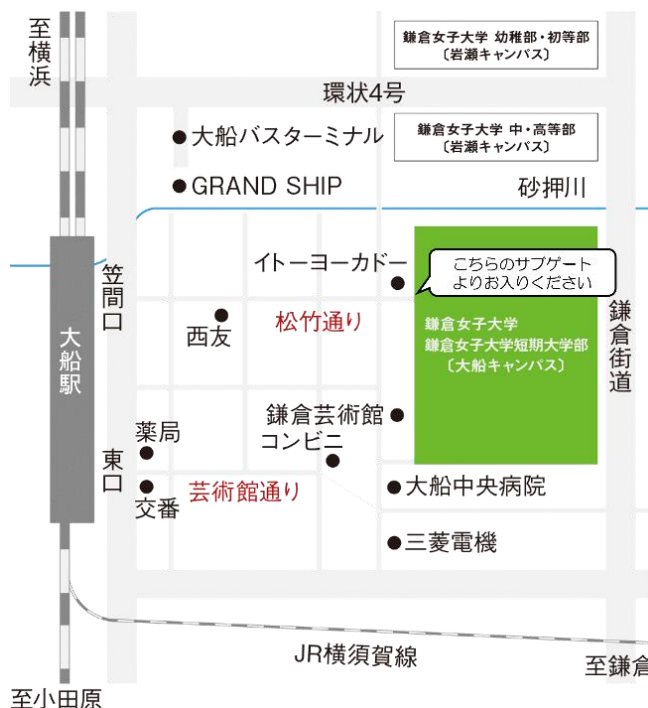 至横浜
鎌倉女子大学 幼稚部・初等部
〔岩瀬キャンパス〕
環状4号
大船バスターミナル
鎌倉女子大学 中・高等部
〔岩瀬キャンパス〕
GRAND SHIP
砂押川
イトーヨーカドー
こちらのサブゲート
よりお入りください
笠間口
西友
松竹通り
鎌倉女子大学
鎌倉女子大学短期大学部
〔大船キャンパス〕
鎌倉街道
大船駅
鎌倉芸術館
コンビニ
薬局
東口
交番
芸術館通り
大船中央病院
三菱電機
JR横須賀線
至鎌倉
至小田原